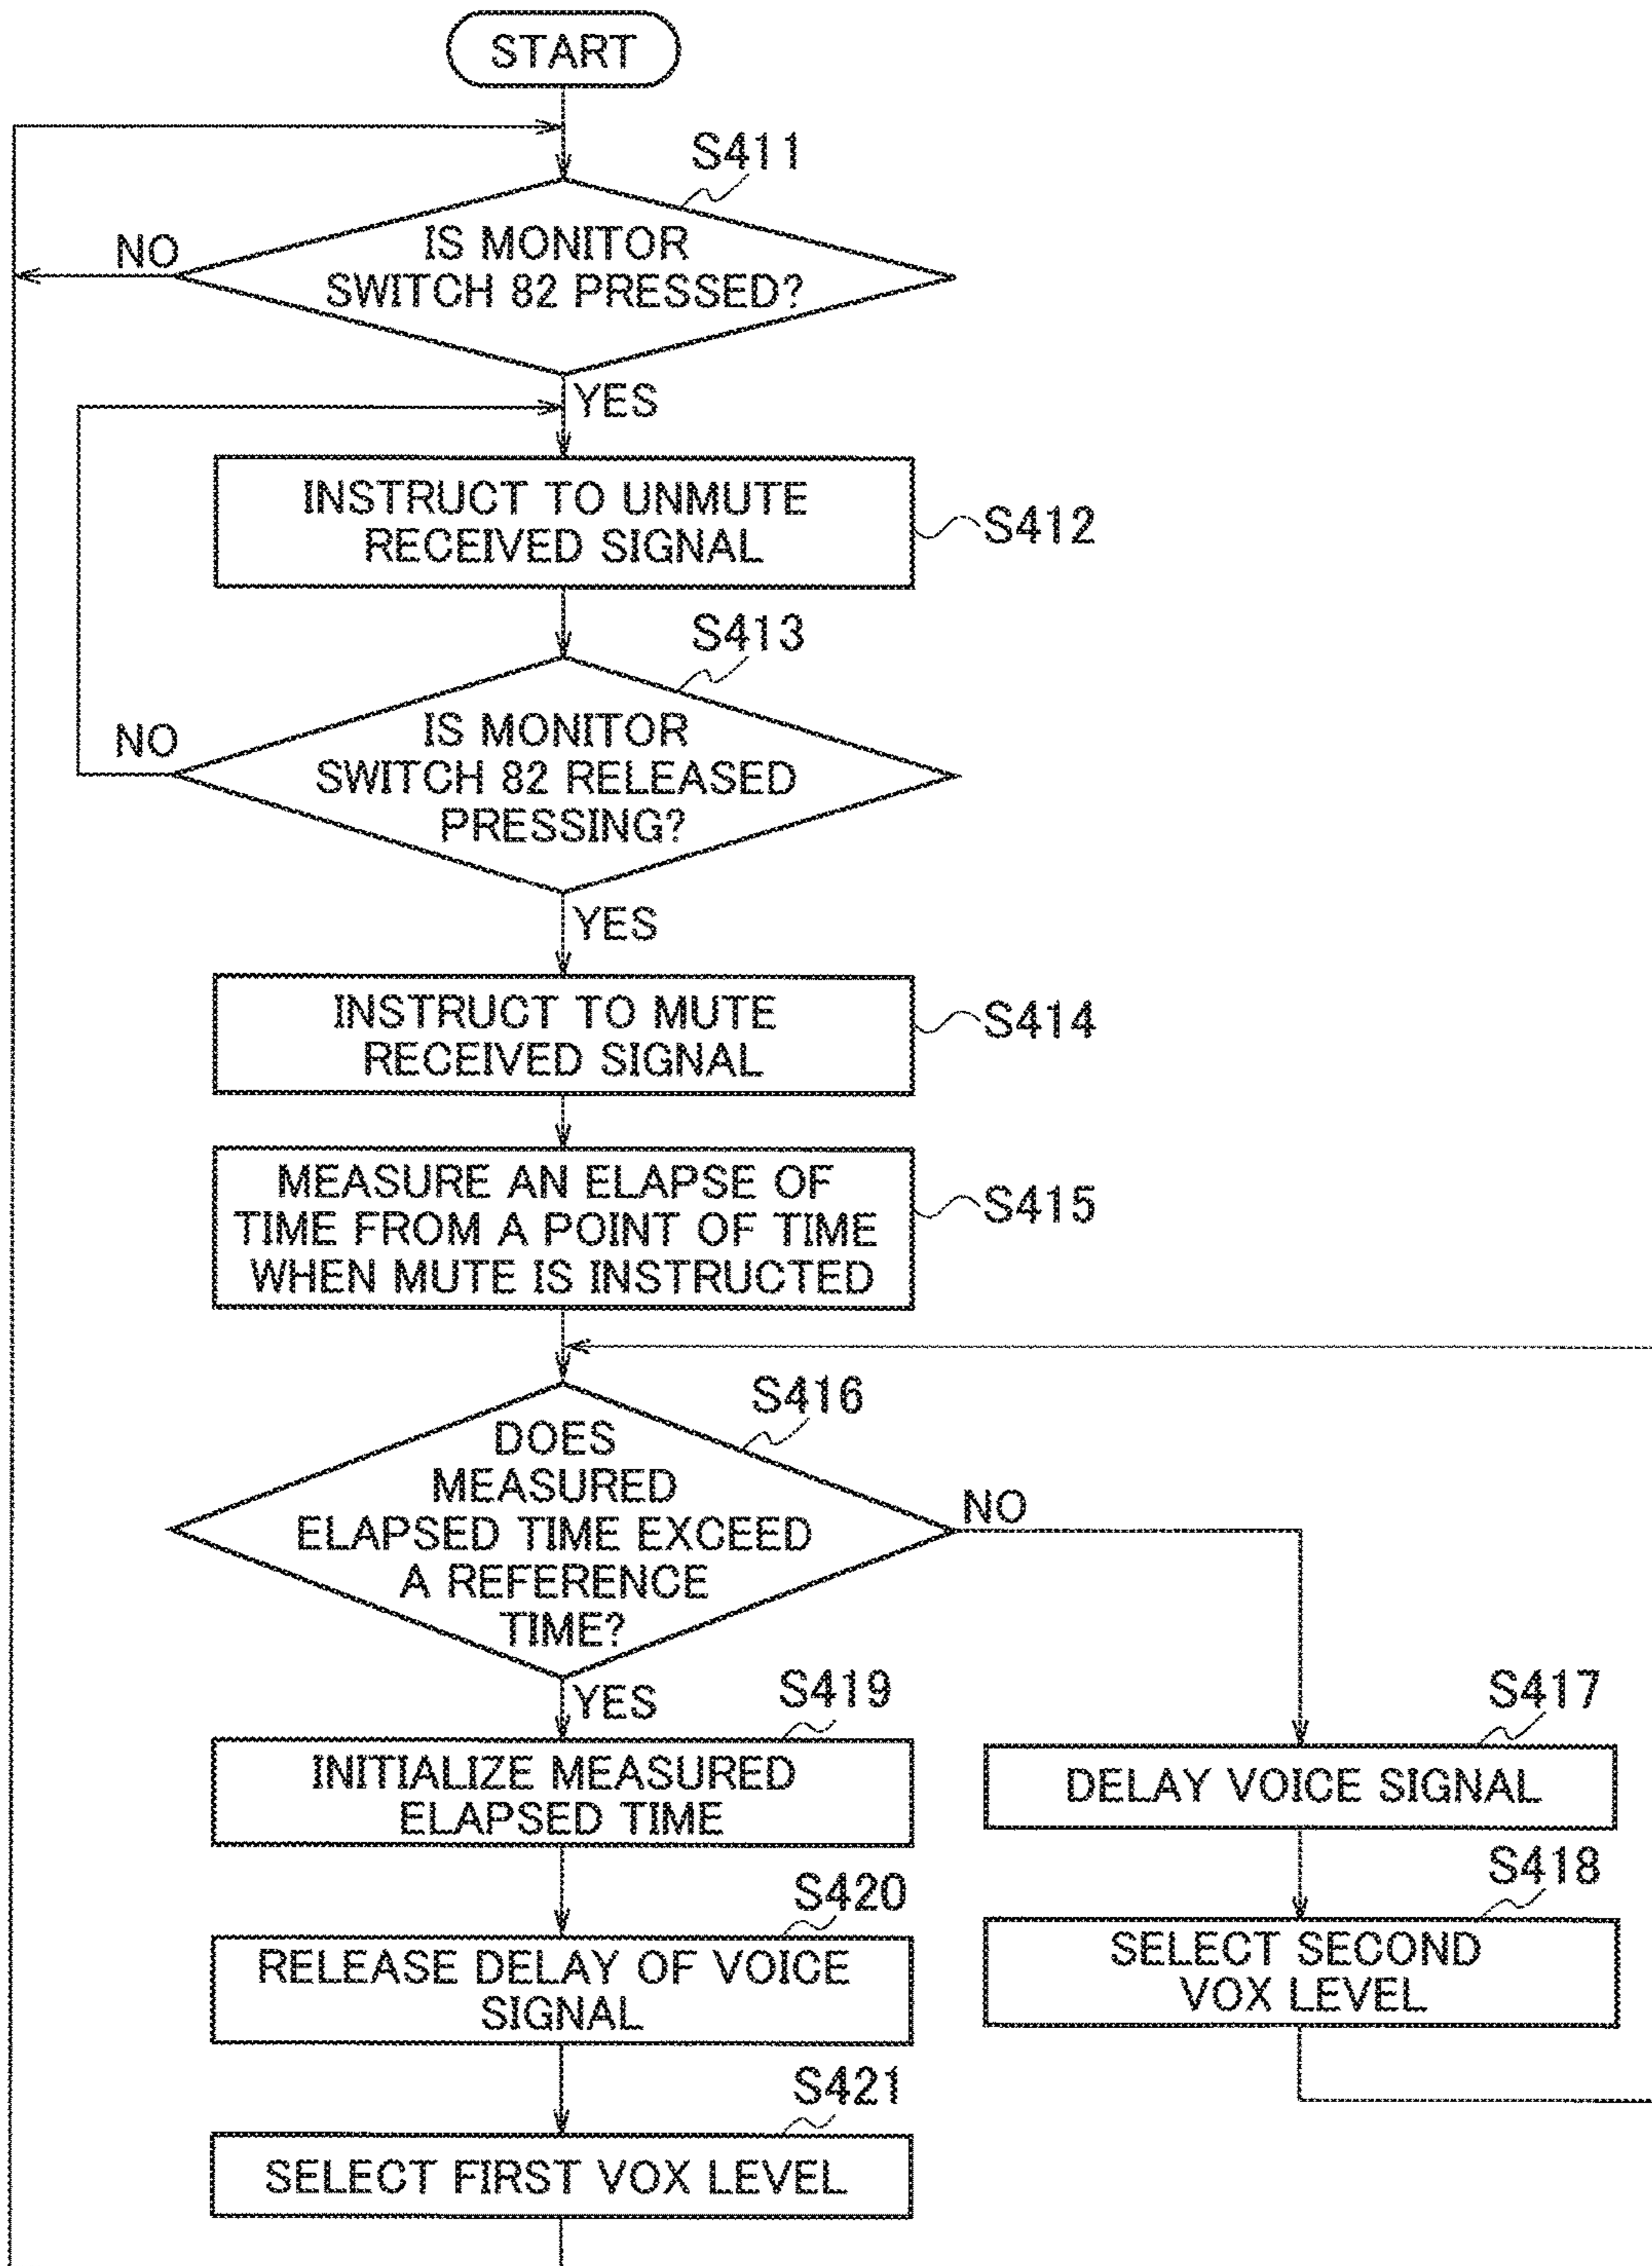 START
S411
IS MONITOR
SWITCH 82 PRESSED?
NO
YES
INSTRUCT TO UNMUTE
RECEIVED SIGNAL
S412
S413
IS MONITOR
SWITCH 82 RELEASED
PRESSING?
NO
YES
INSTRUCT TO MUTE
RECEIVED SIGNAL
S414
MEASURE AN ELAPSE OF
TIME FROM A POINT OF TIME
WHEN MUTE IS INSTRUCTED
S415
S416
DOES
MEASURED
ELAPSED TIME EXCEED
A REFERENCE
TIME?
NO
YES
S419
INITIALIZE MEASURED
ELAPSED TIME
S417
DELAY VOICE SIGNAL
S420
RELEASE DELAY OF VOICE
SIGNAL
S418
SELECT SECOND
VOX LEVEL
S421
SELECT FIRST VOX LEVEL